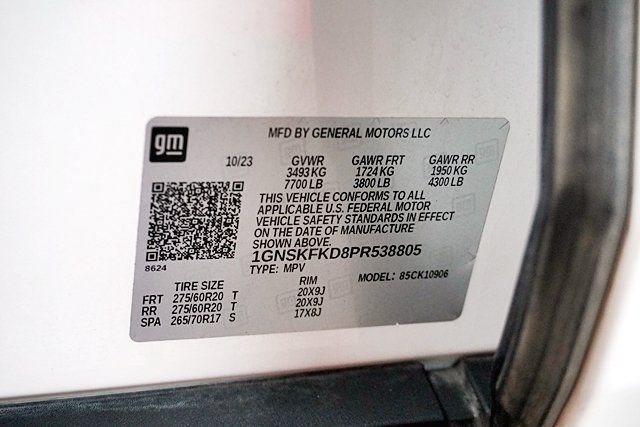 gm
MFD BY GENERAL MOTORS LLC
10/23 GVWR GAWR FRT GAWR RR
3493 KG 1724 KG 1950 KG
7700 LB 3800 LB 4300 LB
THIS VEHICLE CONFORMS TO ALL
APPLICABLE U.S. FEDERAL MOTOR
VEHICLE SAFETY STANDARDS IN EFFECT
ON THE DATE OF MANUFACTURE
SHOWN ABOVE.
1GNSKFKD8PR538805
8624
TYPE: MPV MODEL: 85CK10906
TIRE SIZE RIM
FRT 275/60R20 T 20X9J
RR 275/60R20 T 20X9J
SPA 265/70R17 S 17X8J